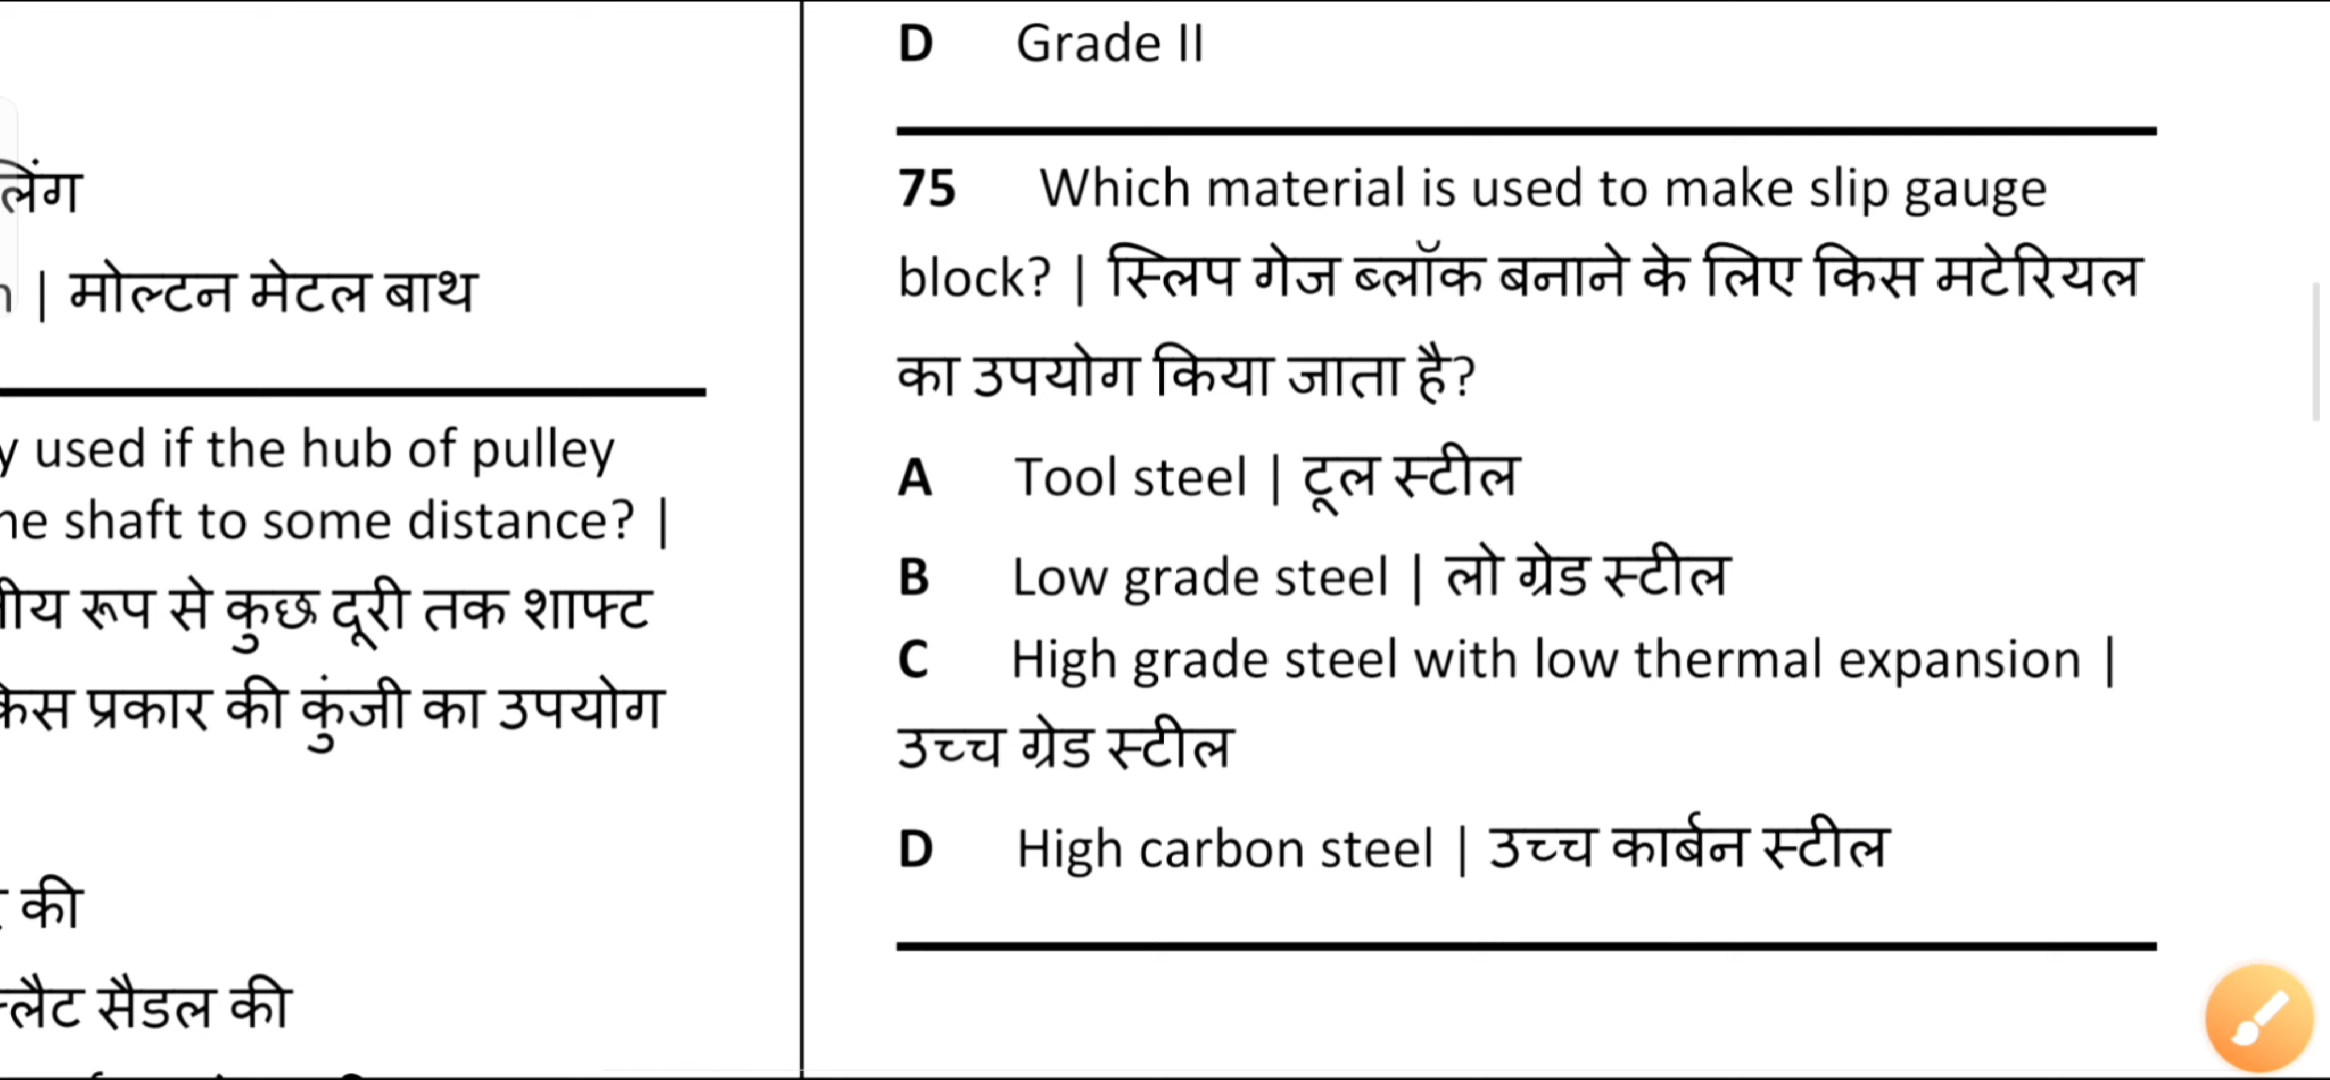 लिंग
| मोल्टन मेटल बाथ
y used if the hub of pulley
he shaft to some distance? |
ीय रूप से कुछ दूरी तक शाफ्ट
प्रकार की कुंजी का उपयोग
की
सैडल की
D Grade II
75 Which material is used to make slip gauge
block? | स्लिप गेज ब्लॉक बनाने के लिए किस मटेरियल
का उपयोग किया जाता है?
A Tool steel | टूल स्टील
B Low grade steel | लो ग्रेड स्टील
C High grade steel with low thermal expansion |
उच्च ग्रेड स्टील
D High carbon steel | उच्च कार्बन स्टील